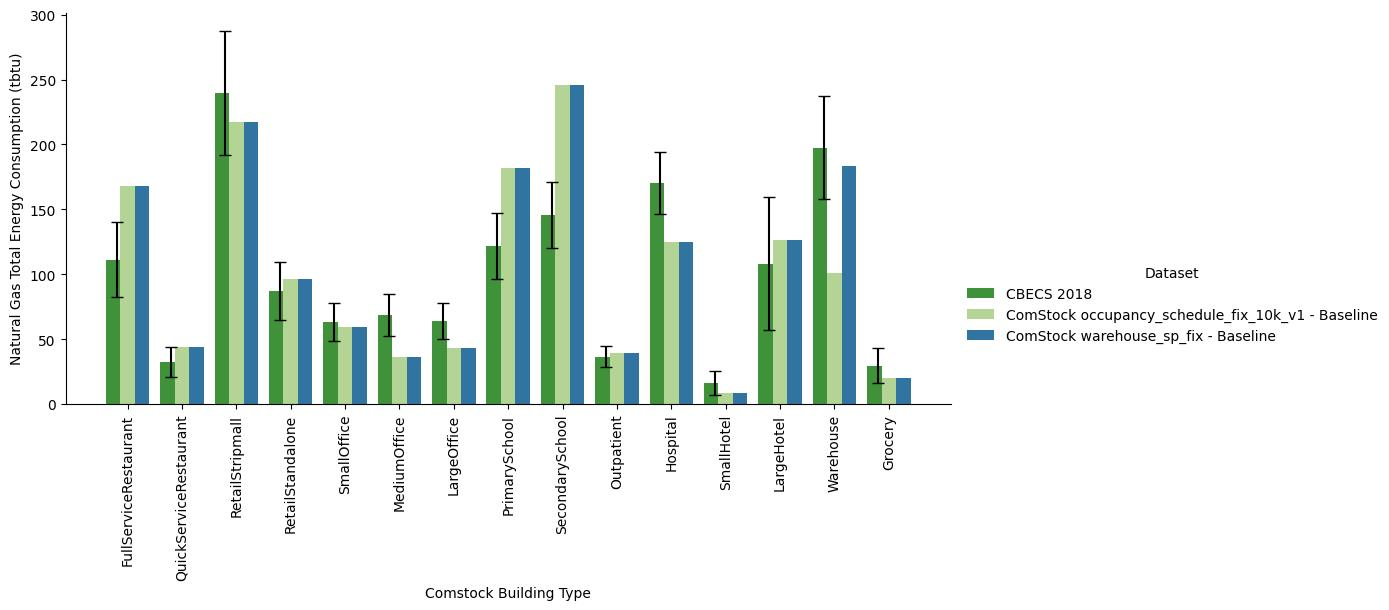 Natural Gas Total Energy Consumption (tbtu)
300
250
200
150
100
50
0
FullServiceRestaurant
QuickServiceRestaurant
RetailStripmall
RetailStandalone
SmallOffice
MediumOffice
LargeOffice
PrimarySchool
SecondarySchool
Outpatient
Hospital
SmallHotel
LargeHotel
Warehouse
Grocery
Comstock Building Type
Dataset
CBECS 2018
ComStock occupancy_schedule_fix_10k_v1 - Baseline
ComStock warehouse_sp_fix - Baseline